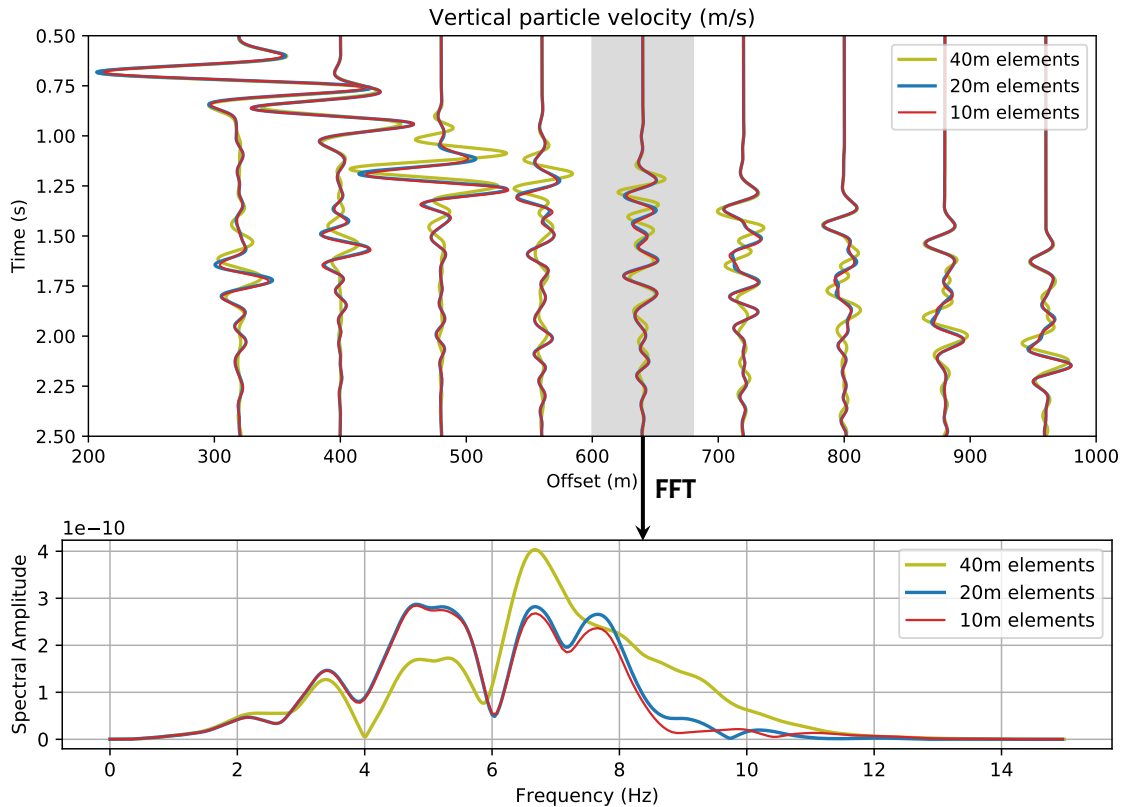 Vertical particle velocity (m/s)
0.50
0.75
1.00
1.25
1.50
1.75
2.00
2.25
2.50
Time (s)
40m elements
20m elements
10m elements
200 300 400 500 600 700 800 900 1000
Offset (m)
FFT
1e−10
4
3
2
1
0
Spectral Amplitude
40m elements
20m elements
10m elements
0 2 4 6 8 10 12 14
Frequency (Hz)